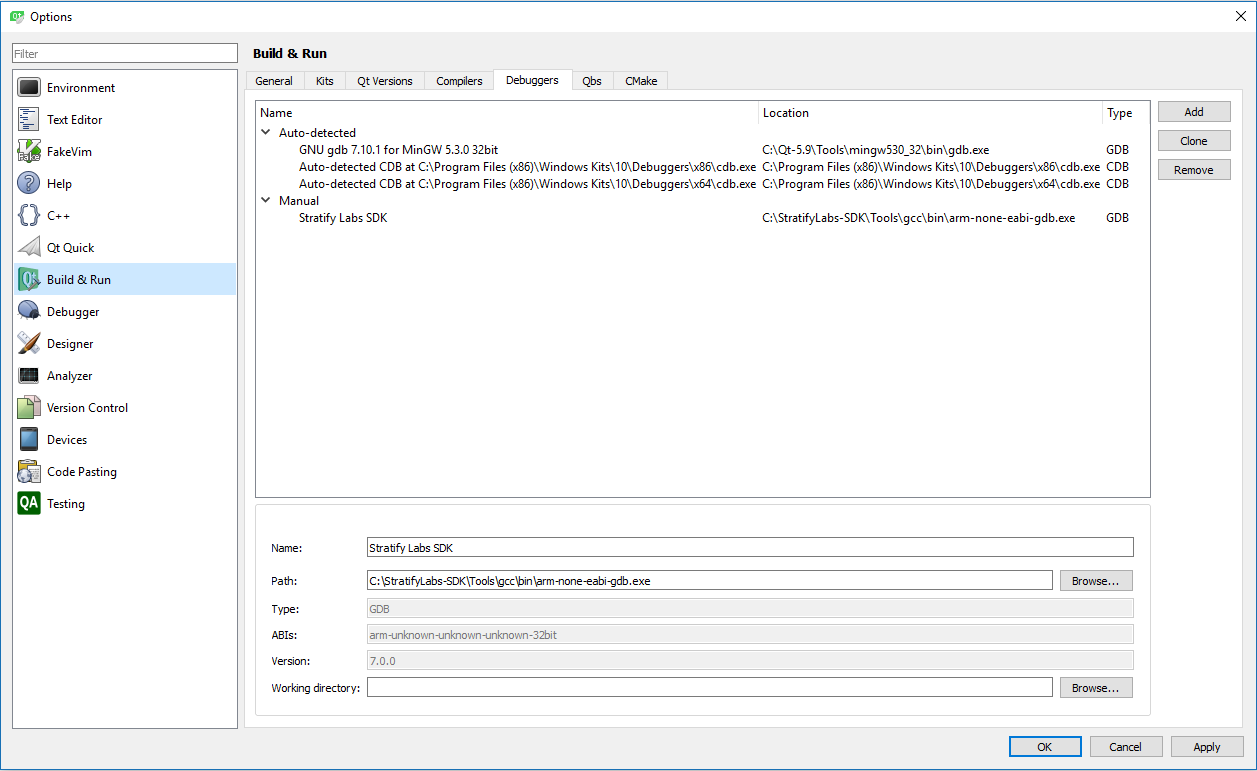 Options
Filter
Environment
Text Editor
FakeVim
Help
C++
Qt Quick
Build & Run
Debugger
Designer
Analyzer
Version Control
Devices
Code Pasting
QA Testing
Build & Run
General Kits Qt Versions Compilers Debuggers Qbs CMake
Name Location Type
Auto-detected
GNU gdb 7.10.1 for MinGW 5.3.0 32bit C:\Qt-5.9\Tools\mingw530_32\bin\gdb.exe GDB
Auto-detected CDB at C:\Program Files (x86)\Windows Kits\10\Debuggers\x86\cdb.exe C:\Program Files (x86)\Windows Kits\10\Debuggers\x86\cdb.exe CDB
Auto-detected CDB at C:\Program Files (x86)\Windows Kits\10\Debuggers\x64\cdb.exe C:\Program Files (x86)\Windows Kits\10\Debuggers\x64\cdb.exe CDB
Manual
Stratify Labs SDK C:\StratifyLabs-SDK\Tools\gcc\bin\arm-none-eabi-gdb.exe GDB
Add
Clone
Remove
Name: Stratify Labs SDK
Path: C:\StratifyLabs-SDK\Tools\gcc\bin\arm-none-eabi-gdb.exe Browse...
Type: GDB
ABIs: arm-unknown-unknown-unknown-32bit
Version: 7.0.0
Working directory: Browse...
OK Cancel Apply